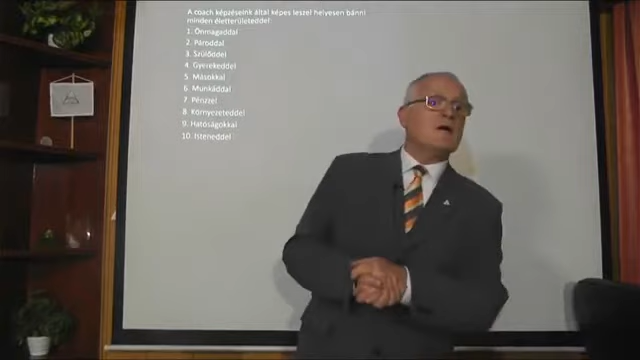 A coach képzéseink által képes leszel helyesen bánni
minden életterületeddel:
1. Önmagaddal
2. Pároddal
3. Szülőddel
4. Gyerekeddel
5. Másokkal
6. Munkáddal
7. Pénzzel
8. Környezeteddel
9. Hatóságokkal
10. Isteneddel